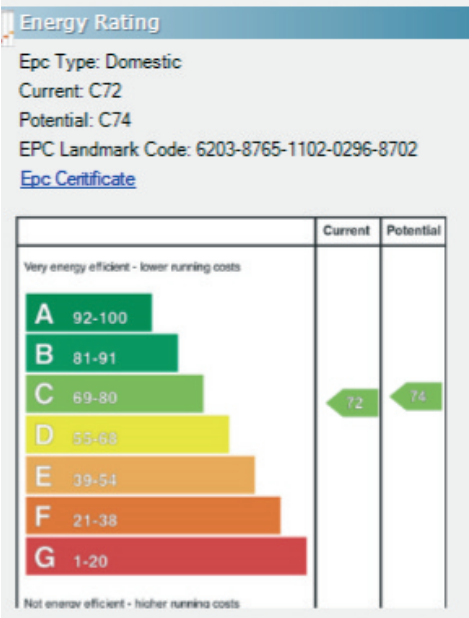 Energy Rating
Epc Type: Domestic
Current: C72
Potential: C74
EPC Landmark Code: 6203-8765-1102-0296-8702
Epc Ceritificate
Current Potential
Very energy efficient - lower running costs
A 92-100
B 81-91
C 69-80 72 74
D 55-68
E 39-54
F 21-38
G 1-20
Not energy efficient - higher running costs